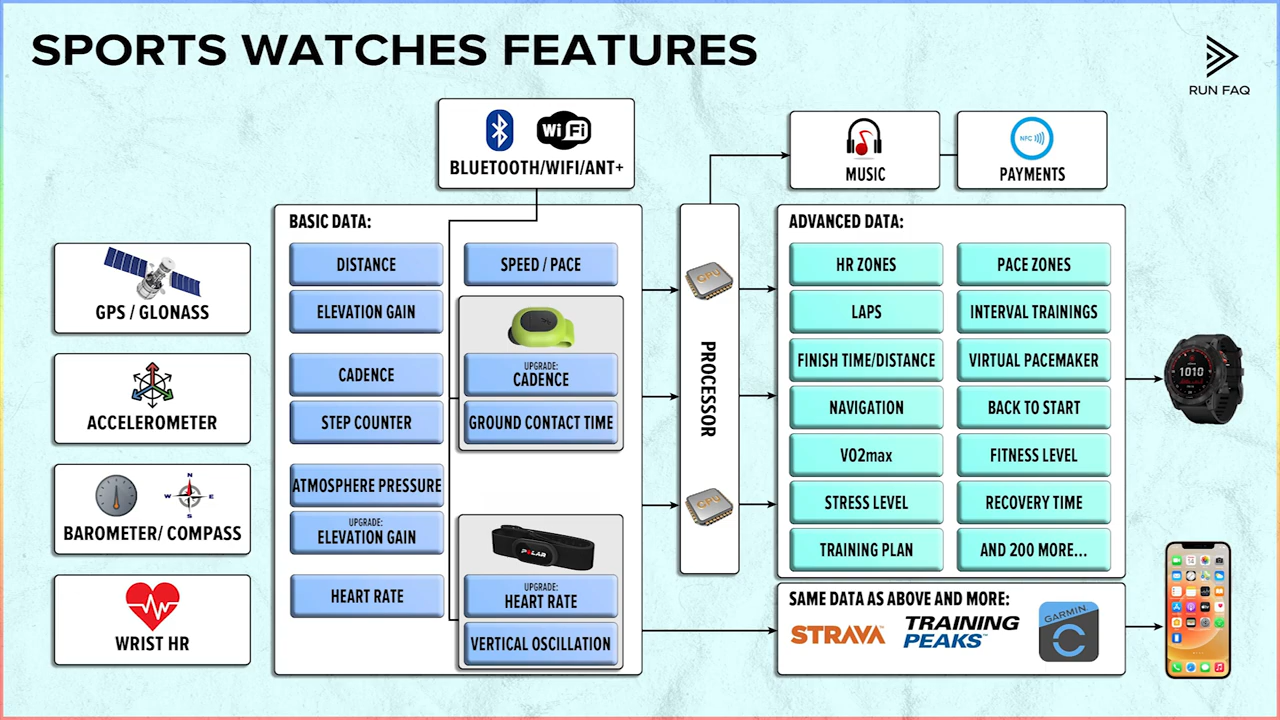 SPORTS WATCHES FEATURES
RUN FAQ
WiFi
BLUETOOTH/WIFI/ANT+
NFC
MUSIC
PAYMENTS
GPS / GLONASS
ACCELEROMETER
N
W E
S
BAROMETER/ COMPASS
WRIST HR
BASIC DATA:
DISTANCE
SPEED / PACE
ELEVATION GAIN
CADENCE
UPGRADE:
CADENCE
STEP COUNTER
GROUND CONTACT TIME
ATMOSPHERE PRESSURE
UPGRADE:
ELEVATION GAIN
POLAR
HEART RATE
UPGRADE:
HEART RATE
VERTICAL OSCILLATION
CPU
PROCESSOR
CPU
ADVANCED DATA:
HR ZONES
PACE ZONES
LAPS
INTERVAL TRAININGS
FINISH TIME/DISTANCE
VIRTUAL PACEMAKER
NAVIGATION
BACK TO START
VO2max
FITNESS LEVEL
STRESS LEVEL
RECOVERY TIME
TRAINING PLAN
AND 200 MORE...
SAME DATA AS ABOVE AND MORE:
STRAVA
TRAINING
PEAKS
GARMIN
1010